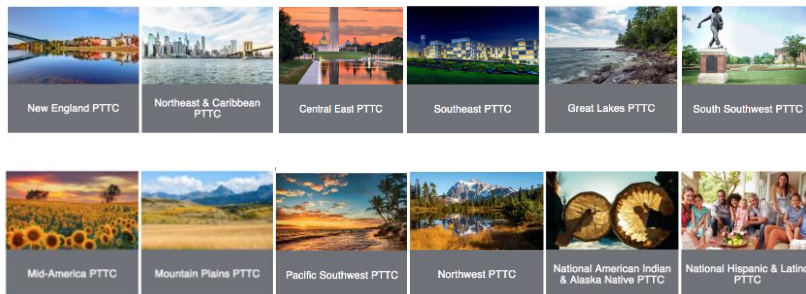 New England PTTC
Northeast & Caribbean
PTTC
Central East PTTC
Southeast PTTC
Great Lakes PTTC
South Southwest PTTC
Mid-America PTTC
Mountain Plains PTTC
Pacific Southwest PTTC
Northwest PTTC
National American Indian
& Alaska Native PTTC
National Hispanic & Latino
PTTC